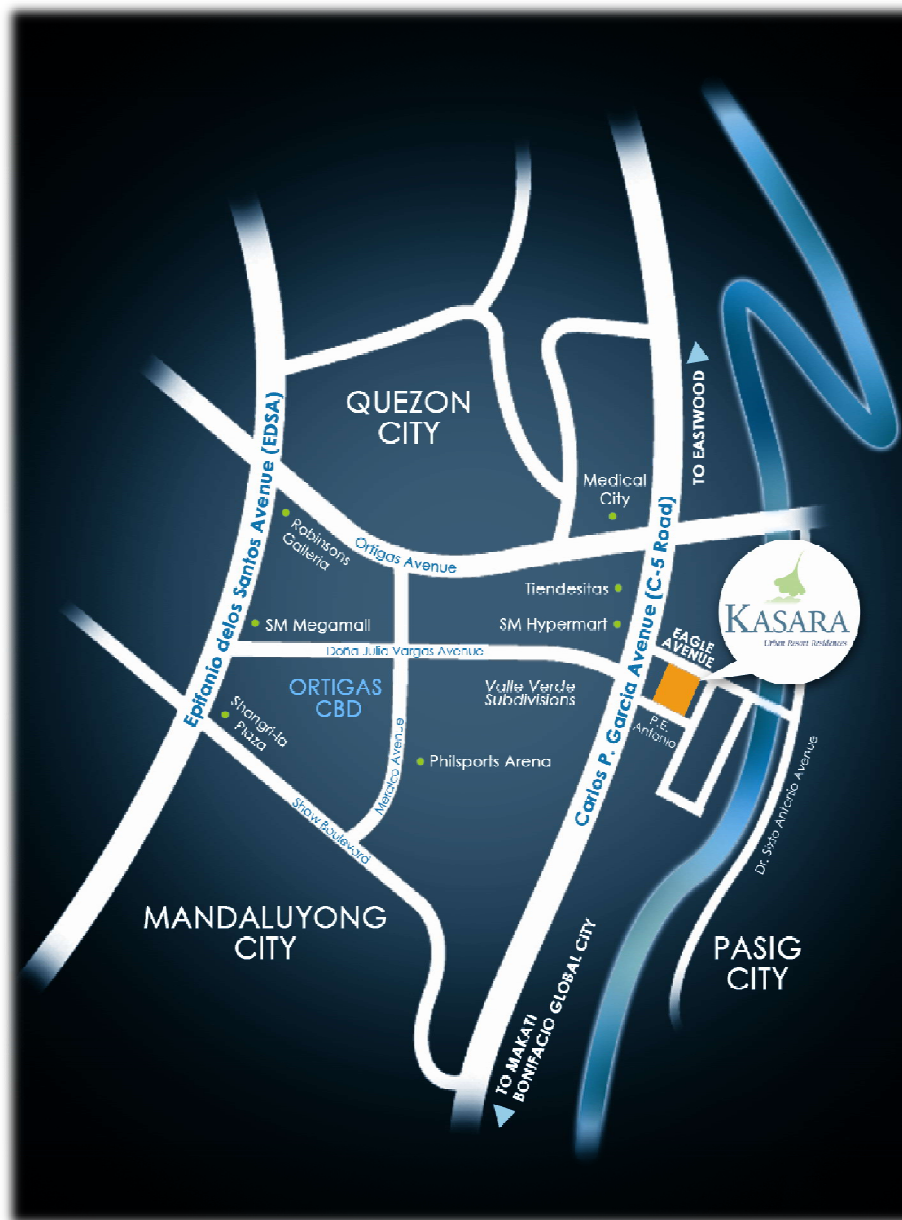 QUEZON
CITY
TO EASTWOOD
Epifanio delos Santos Avenue (EDSA)
Medical
City
Robinsons
Galleria
Ortigas Avenue
Carlos P. Garcia Avenue (C-5 Road)
Tiendesitas
SM Megamall
SM Hypermart
KASARA
Urban Resort Residences
EAGLE
AVENUE
Doña Julia Vargas Avenue
ORTIGAS
CBD
Valle Verde
Subdivisions
Shangri-la
Plaza
P.E.
Antonio
Meralco Avenue
Philsports Arena
Shaw Boulevard
Dr. Sixto Antonio Avenue
MANDALUYONG
CITY
PASIG
CITY
TO MAKATI
BONIFACIO GLOBAL CITY